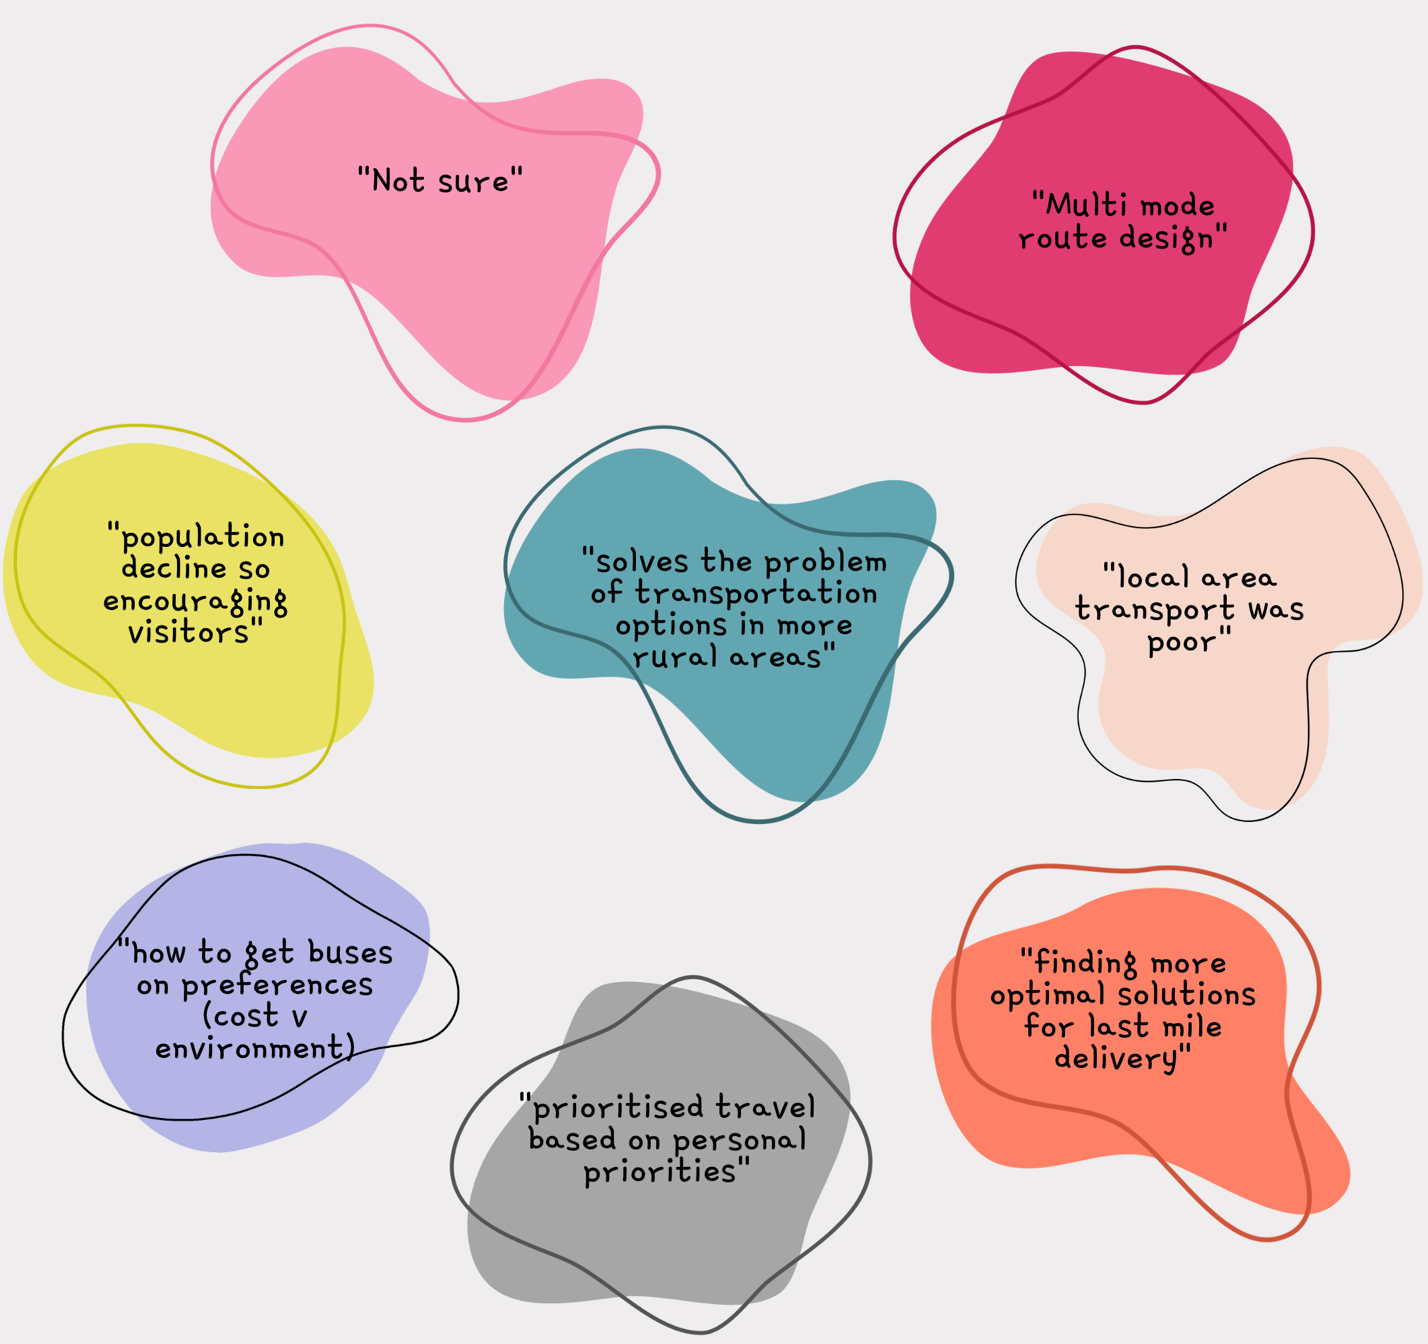 "Not sure"
"Multi mode
route design"
"population
decline so
encouraging
visitors"
"solves the problem
of transportation
options in more
rural areas"
"local area
transport was
poor"
"how to get buses
on preferences
(cost v
environment)
"prioritised travel
based on personal
priorities"
"finding more
optimal solutions
for last mile
delivery"